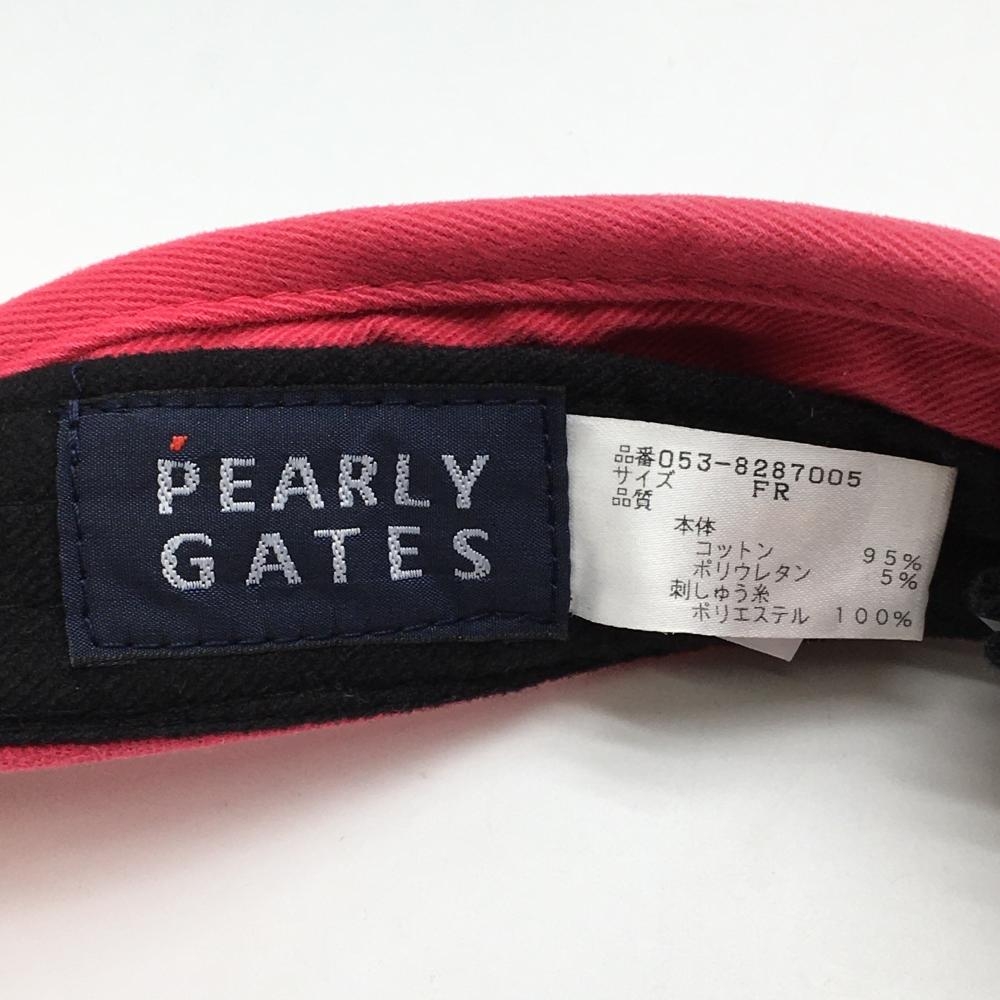 PEARLY
GATES
品番053-8287005
サイズ FR
品質
本体
コットン 95%
ポリウレタン 5%
刺しゅう糸
ポリエステル 100%